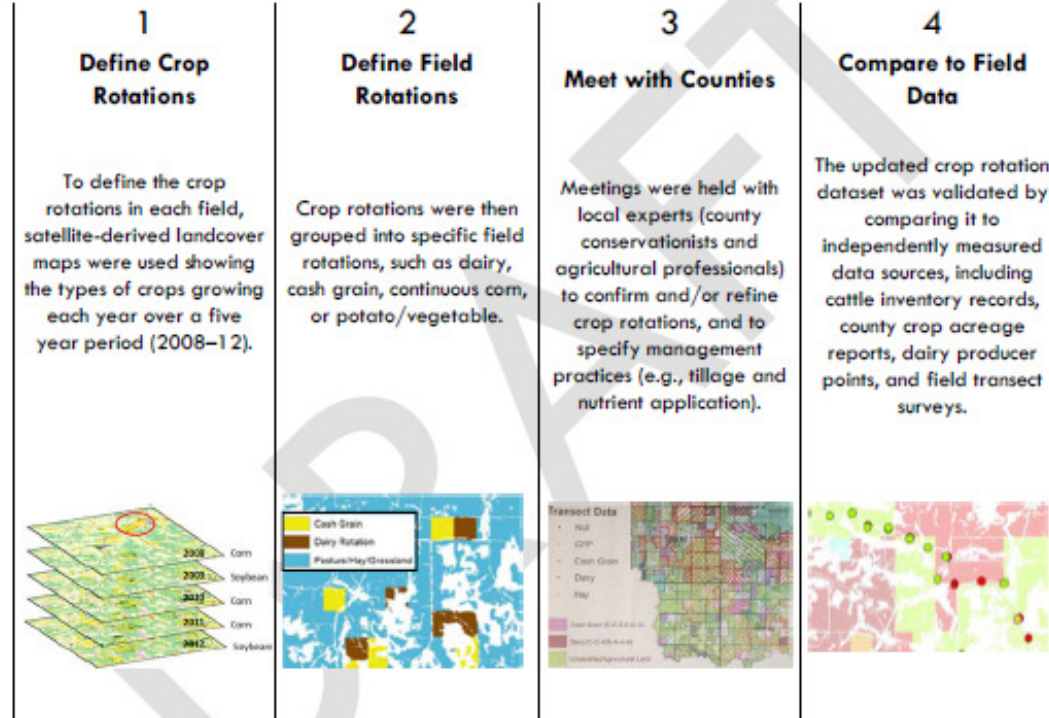 1
Define Crop
Rotations
To define the crop
rotations in each field,
satellite-derived landcover
maps were used showing
the types of crops growing
each year over a five
year period (2008–12).
2008 Corn
2009 Soybean
2010 Corn
2011 Corn
2012 Soybean
2
Define Field
Rotations
Crop rotations were then
grouped into specific field
rotations, such as dairy,
cash grain, continuous corn,
or potato/vegetable.
Cash Grain
Dairy Rotation
Pasture/Hay/Grassland
3
Meet with Counties
Meetings were held with
local experts (county
conservationists and
agricultural professionals)
to confirm and/or refine
crop rotations, and to
specify management
practices (e.g., tillage and
nutrient application).
Transect Data
Null
CRP
Cash Grain
Dairy
Hay
Cash Grain
Dairy
Undefined Agricultural Land
4
Compare to Field
Data
The updated crop rotation
dataset was validated by
comparing it to
independently measured
data sources, including
cattle inventory records,
county crop acreage
reports, dairy producer
points, and field transect
surveys.
DRAFT